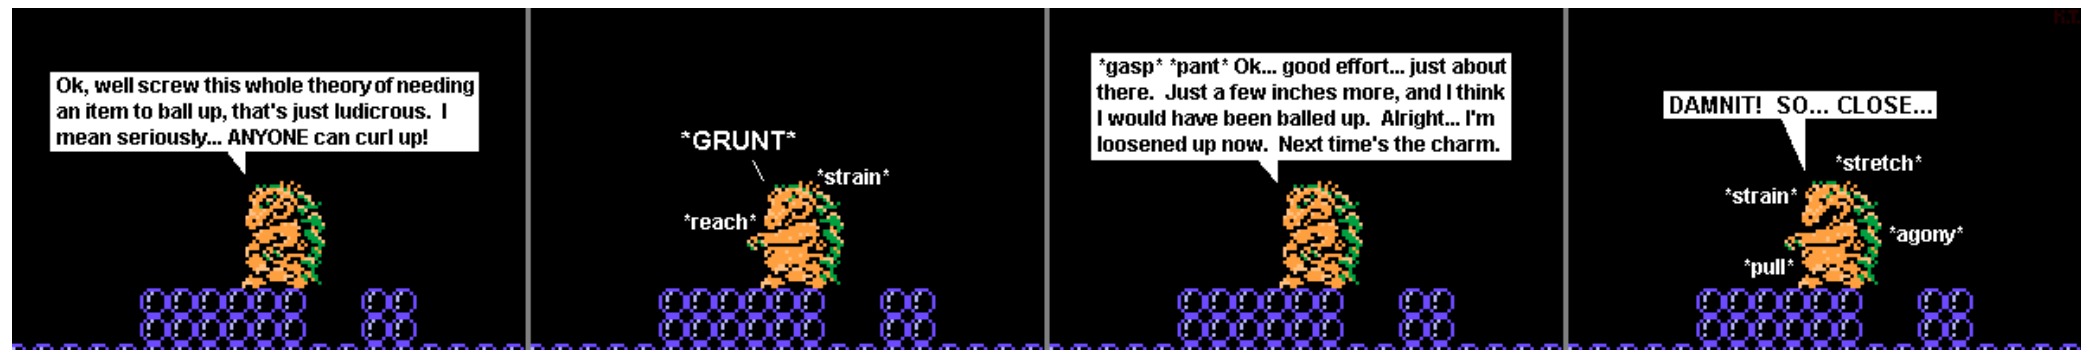 Ok, well screw this whole theory of needing
an item to ball up, that's just ludicrous.  I
mean seriously... ANYONE can curl up!
*GRUNT*
*strain*
*reach*
*gasp* *pant* Ok... good effort... just about
there.  Just a few inches more, and I think
I would have been balled up.  Alright... I'm
loosened up now.  Next time's the charm.
DAMNIT!  SO... CLOSE...
*stretch*
*strain*
*agony*
*pull*